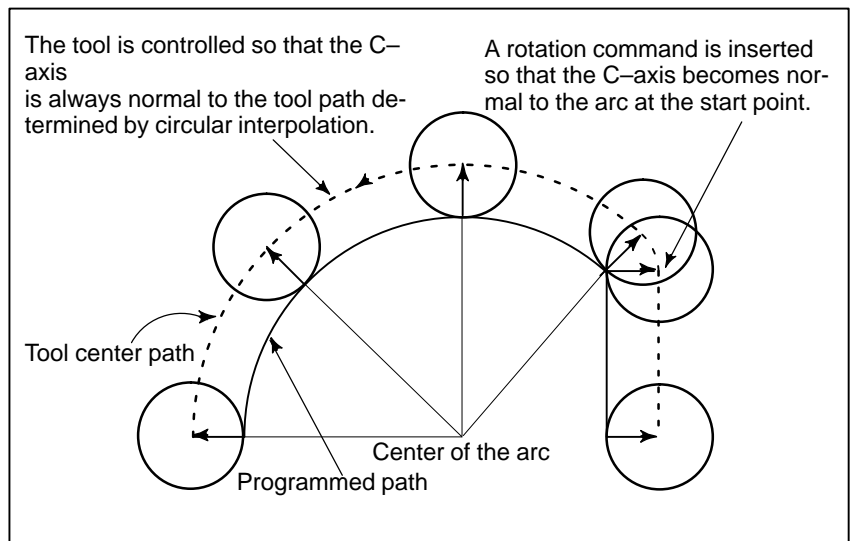 The tool is controlled so that the C–
axis
is always normal to the tool path de-
termined by circular interpolation.
A rotation command is inserted
so that the C–axis becomes nor-
mal to the arc at the start point.
Tool center path
Center of the arc
Programmed path